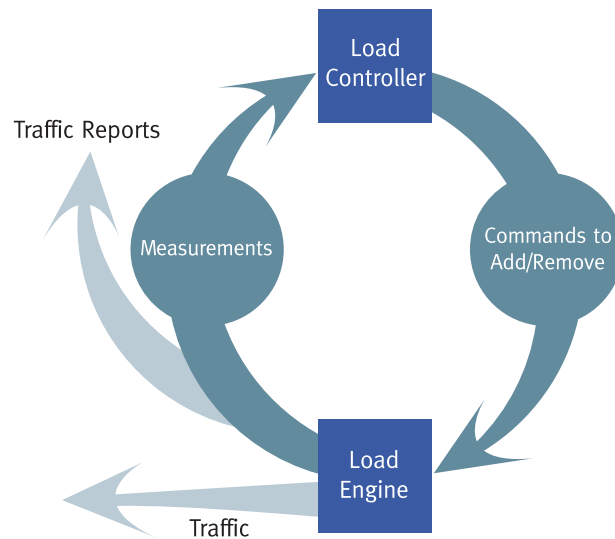 Load
Controller
Traffic Reports
Measurements
Commands to
Add/Remove
Load
Engine
Traffic